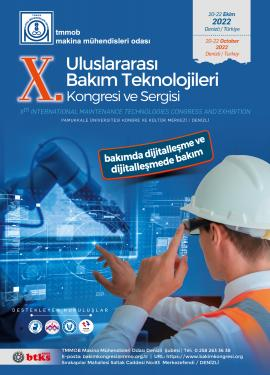 20-22 Ekim
2022
Denizli / Türkiye
20-22 October
2022
Denizli / Turkey
tmmob
makina mühendisleri odası
X. Uluslararası
Bakım Teknolojileri
Kongresi ve Sergisi
X INTERNATIONAL MAINTENANCE TECHNOLOGIES CONGRESS AND EXHIBITION
PAMUKKALE ÜNİVERSİTESİ KONGRE VE KÜLTÜR MERKEZİ / DENİZLİ
bakımda dijitalleşme ve
dijitalleşmede bakım
DESTEKLEYEN KURULUŞLAR
btks
TMMOB Makina Mühendisleri Odası Denizli Şubesi | Tel: 0 258 263 36 38
E-posta: bakimkongresi@mmo.org.tr | URL: https://www.bakimkongresi.org
Sırakapılar Mahallesi Saltak Caddesi No:85 Merkezefendi / DENİZLİ